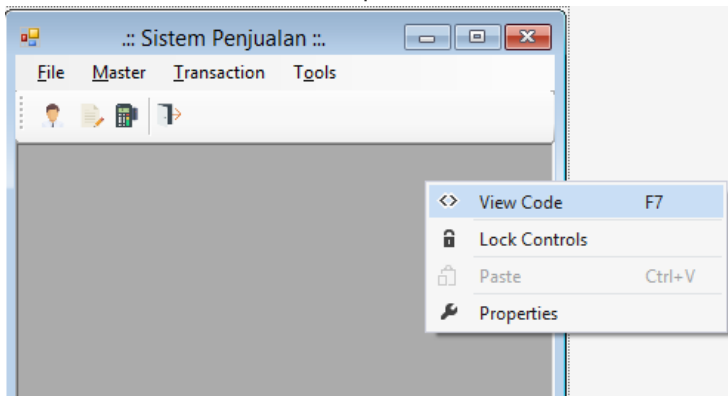 .:: Sistem Penjualan ::.
File Master Transaction Tools
View Code F7
Lock Controls
Paste Ctrl+V
Properties